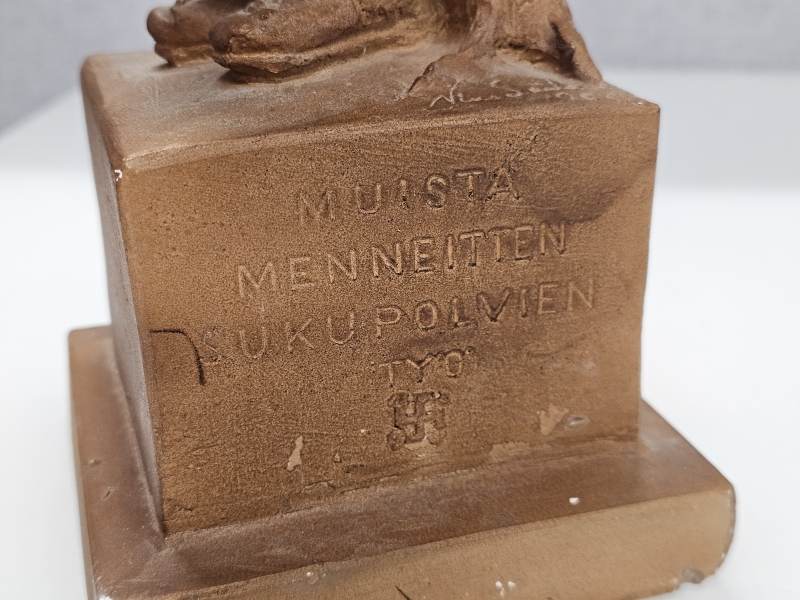 MUISTA
MENNEITTEN
SUKUPOLVIEN
TYÖ